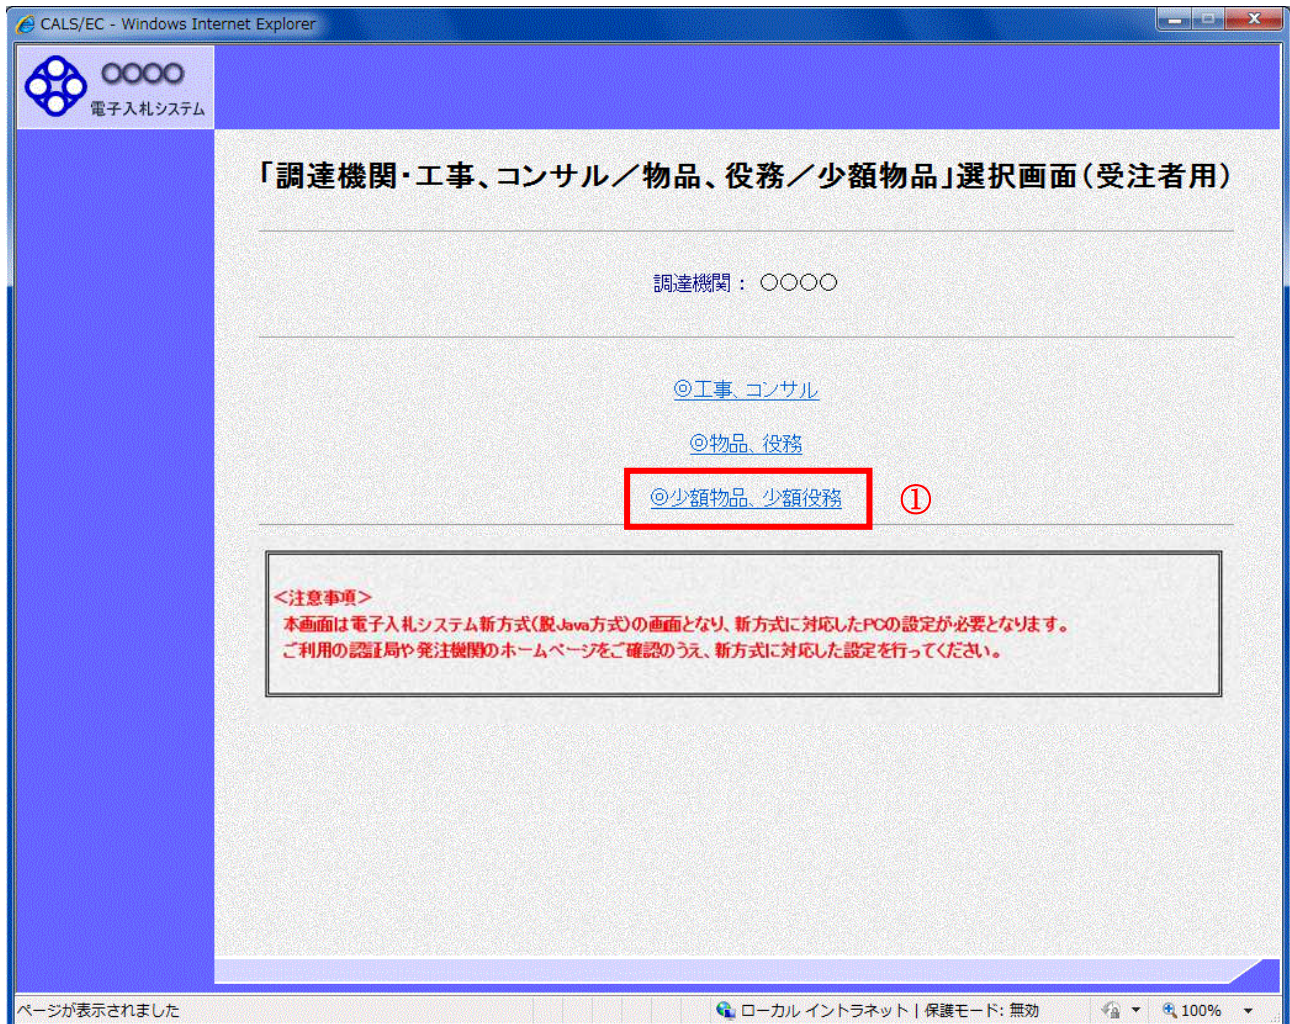 CALS/EC - Windows Internet Explorer
○○○○
電子入札システム
「調達機関・工事、コンサル／物品、役務／少額物品」選択画面（受注者用）
調達機関： ○○○○
◎工事、コンサル
◎物品、役務
◎少額物品、少額役務
①
＜注意事項＞
本画面は電子入札システム新方式(脱Java方式)の画面となり、新方式に対応したPCの設定が必要となります。
ご利用の認証局や発注機関のホームページをご確認のうえ、新方式に対応した設定を行ってください。
ページが表示されました
ローカル イントラネット | 保護モード: 無効
100%